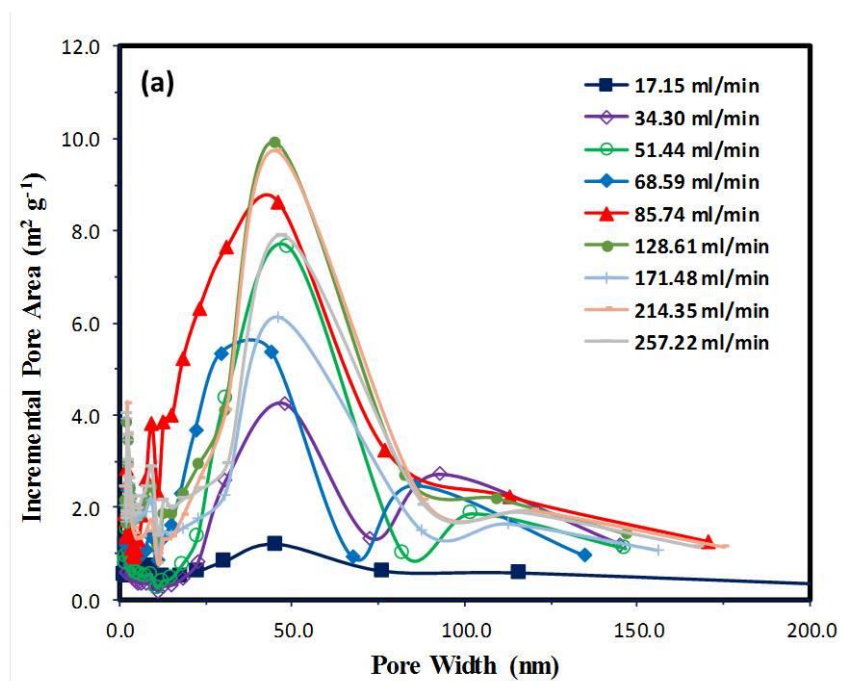 (a)
12.0
10.0
8.0
6.0
4.0
2.0
0.0
Incremental Pore Area (m² g⁻¹)
17.15 ml/min
34.30 ml/min
51.44 ml/min
68.59 ml/min
85.74 ml/min
128.61 ml/min
171.48 ml/min
214.35 ml/min
257.22 ml/min
0.0 50.0 100.0 150.0 200.0
Pore Width (nm)